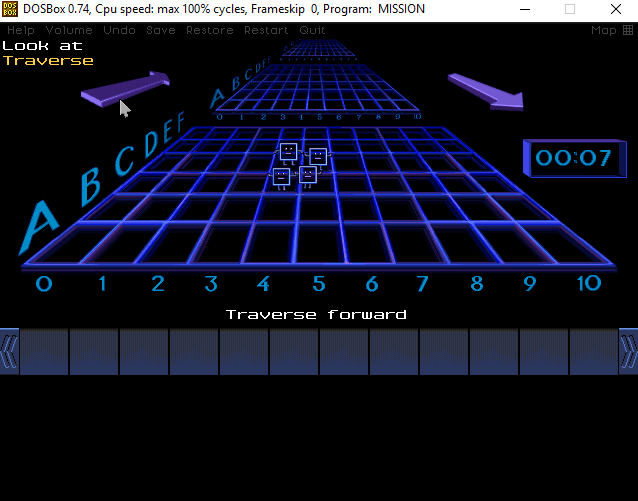 DOSBox 0.74, Cpu speed: max 100% cycles, Frameskip 0, Program: MISSION
Help Volume Undo Save Restore Restart Quit Map
Look at
Traverse
A B C D E F
0 1 2 3 4 5 6 7 8 9 10
00:07
A B C D E F
0 1 2 3 4 5 6 7 8 9 10
Traverse forward